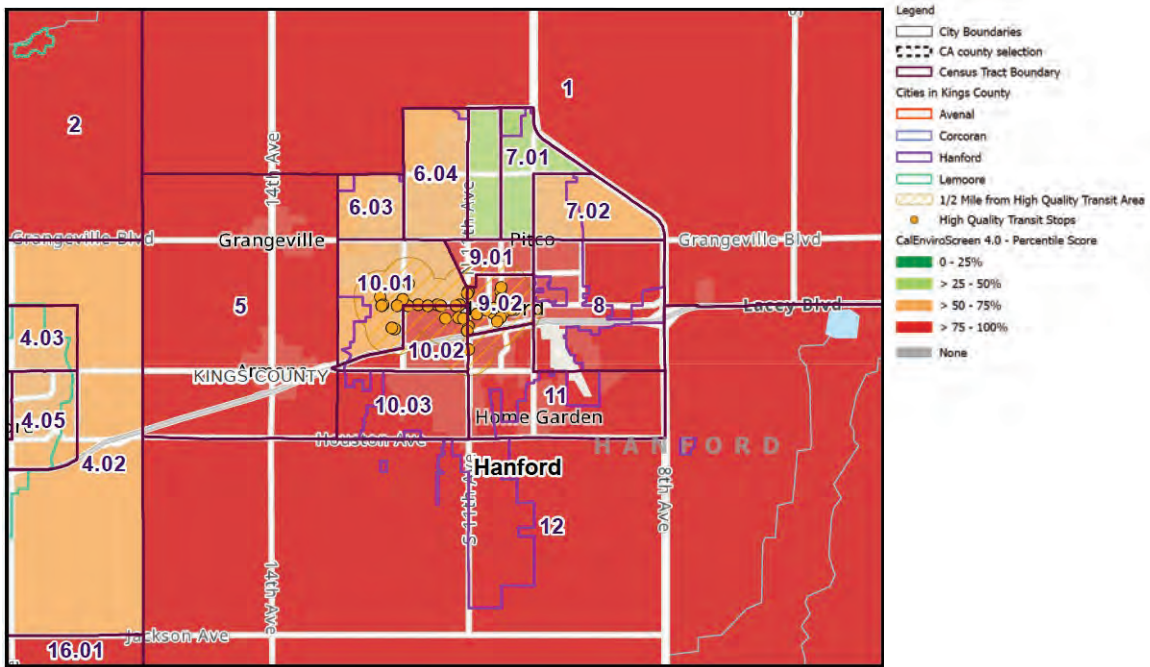 1
2
14th Ave
6.04
N 11th Ave
7.01
6.03
7.02
Grangeville Blvd
Grangeville
Pitco
Grangeville Blvd
9.01
10.01
5
9.02
8
Lacey Blvd
4.03
10.02
KINGS COUNTY
11
10.03
4.05
Home Garden
Houston Ave
HANFORD
4.02
Hanford
8th Ave
S 11th Ave
12
14th Ave
Jackson Ave
16.01
Legend
City Boundaries
CA county selection
Census Tract Boundary
Cities in Kings County
Avenal
Corcoran
Hanford
Lemoore
1/2 Mile from High Quality Transit Area
High Quality Transit Stops
CalEnviroScreen 4.0 - Percentile Score
0 - 25%
> 25 - 50%
> 50 - 75%
> 75 - 100%
None